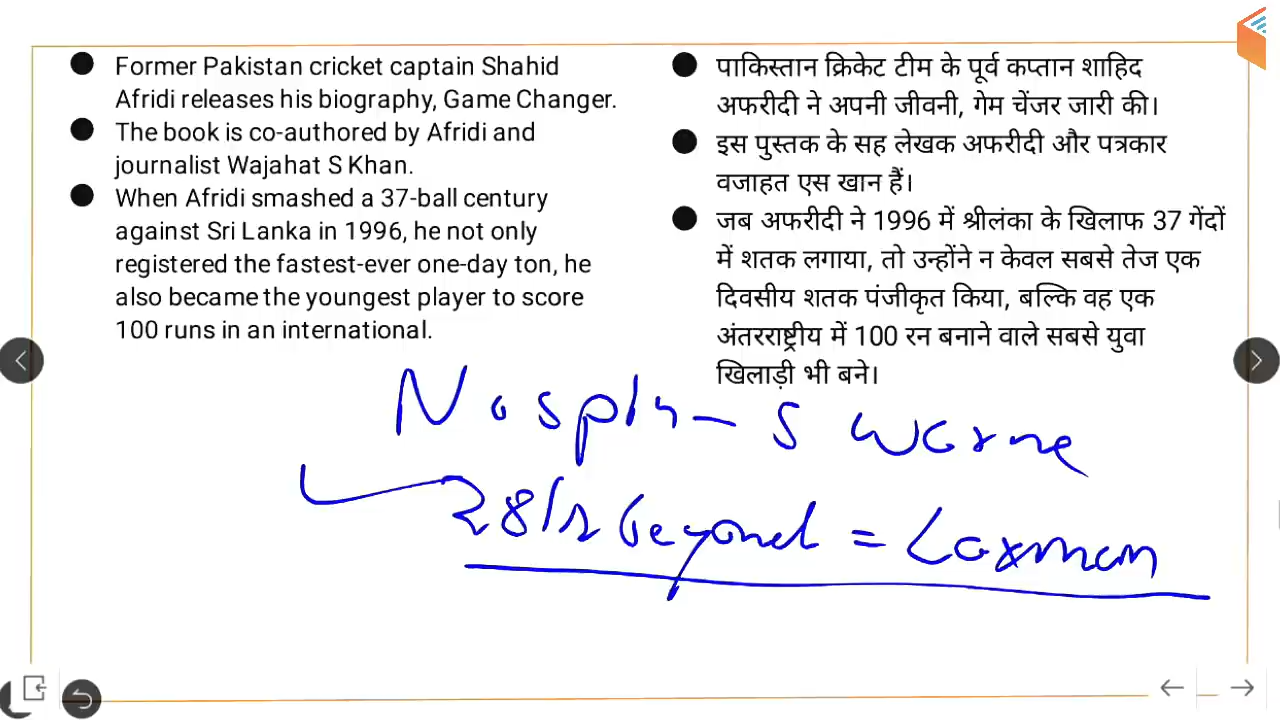 ● Former Pakistan cricket captain Shahid
Afridi releases his biography, Game Changer.
● The book is co-authored by Afridi and
journalist Wajahat S Khan.
● When Afridi smashed a 37-ball century
against Sri Lanka in 1996, he not only
registered the fastest-ever one-day ton, he
also became the youngest player to score
100 runs in an international.
● पाकिस्तान क्रिकेट टीम के पूर्व कप्तान शाहिद
अफरीदी ने अपनी जीवनी, गेम चेंजर जारी की।
● इस पुस्तक के सह लेखक अफरीदी और पत्रकार
वजाहत एस खान हैं।
● जब अफरीदी ने 1996 में श्रीलंका के खिलाफ 37 गेंदों
में शतक लगाया, तो उन्होंने न केवल सबसे तेज एक
दिवसीय शतक पंजीकृत किया, बल्कि वह एक
अंतरराष्ट्रीय में 100 रन बनाने वाले सबसे युवा
खिलाड़ी भी बने।
No spin - S Warne
281 & beyond = Laxman